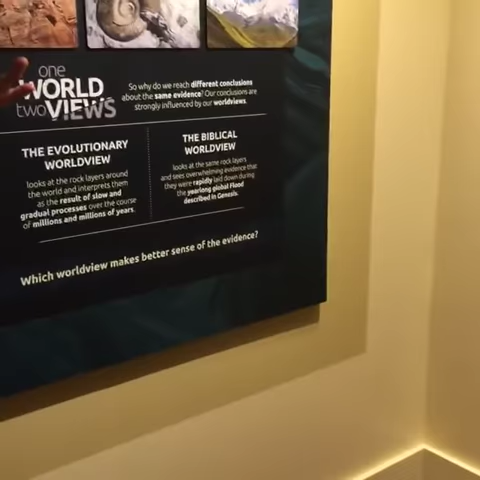 one
WORLD
two VIEWS
So why do we reach different conclusions
about the same evidence? Our conclusions are
strongly influenced by our worldviews.
THE EVOLUTIONARY
WORLDVIEW
looks at the rock layers around
the world and interprets them
as the result of slow and
gradual processes over the course
of millions and millions of years.
THE BIBLICAL
WORLDVIEW
looks at the same rock layers
and sees overwhelming evidence that
they were rapidly laid down during
the yearlong global Flood
described in Genesis.
Which worldview makes better sense of the evidence?